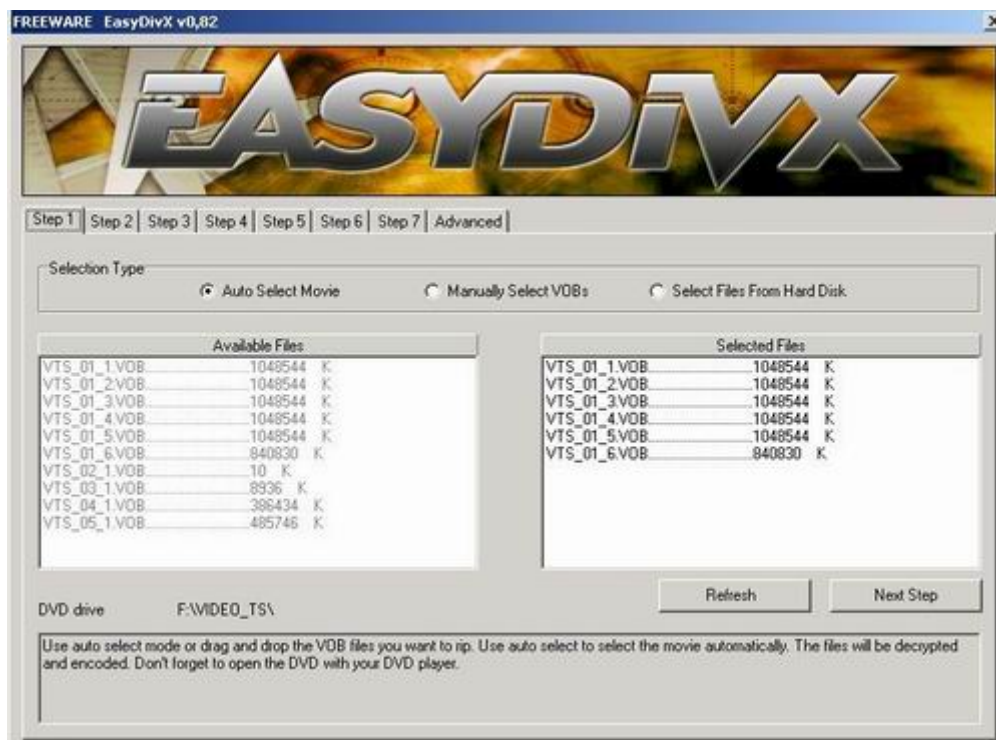 FREEWARE EasyDivX v0,82
EASYDiVX
Step 1 Step 2 Step 3 Step 4 Step 5 Step 6 Step 7 Advanced
Selection Type
Auto Select Movie Manually Select VOBs Select Files From Hard Disk
Available Files
VTS_01_1.VOB 1048544 K
VTS_01_2.VOB 1048544 K
VTS_01_3.VOB 1048544 K
VTS_01_4.VOB 1048544 K
VTS_01_5.VOB 1048544 K
VTS_01_6.VOB 840830 K
VTS_02_1.VOB 10 K
VTS_03_1.VOB 8936 K
VTS_04_1.VOB 386434 K
VTS_05_1.VOB 485746 K
Selected Files
VTS_01_1.VOB 1048544 K
VTS_01_2.VOB 1048544 K
VTS_01_3.VOB 1048544 K
VTS_01_4.VOB 1048544 K
VTS_01_5.VOB 1048544 K
VTS_01_6.VOB 840830 K
Refresh Next Step
DVD drive F:\VIDEO_TS\
Use auto select mode or drag and drop the VOB files you want to rip. Use auto select to select the movie automatically. The files will be decrypted
and encoded. Don't forget to open the DVD with your DVD player.